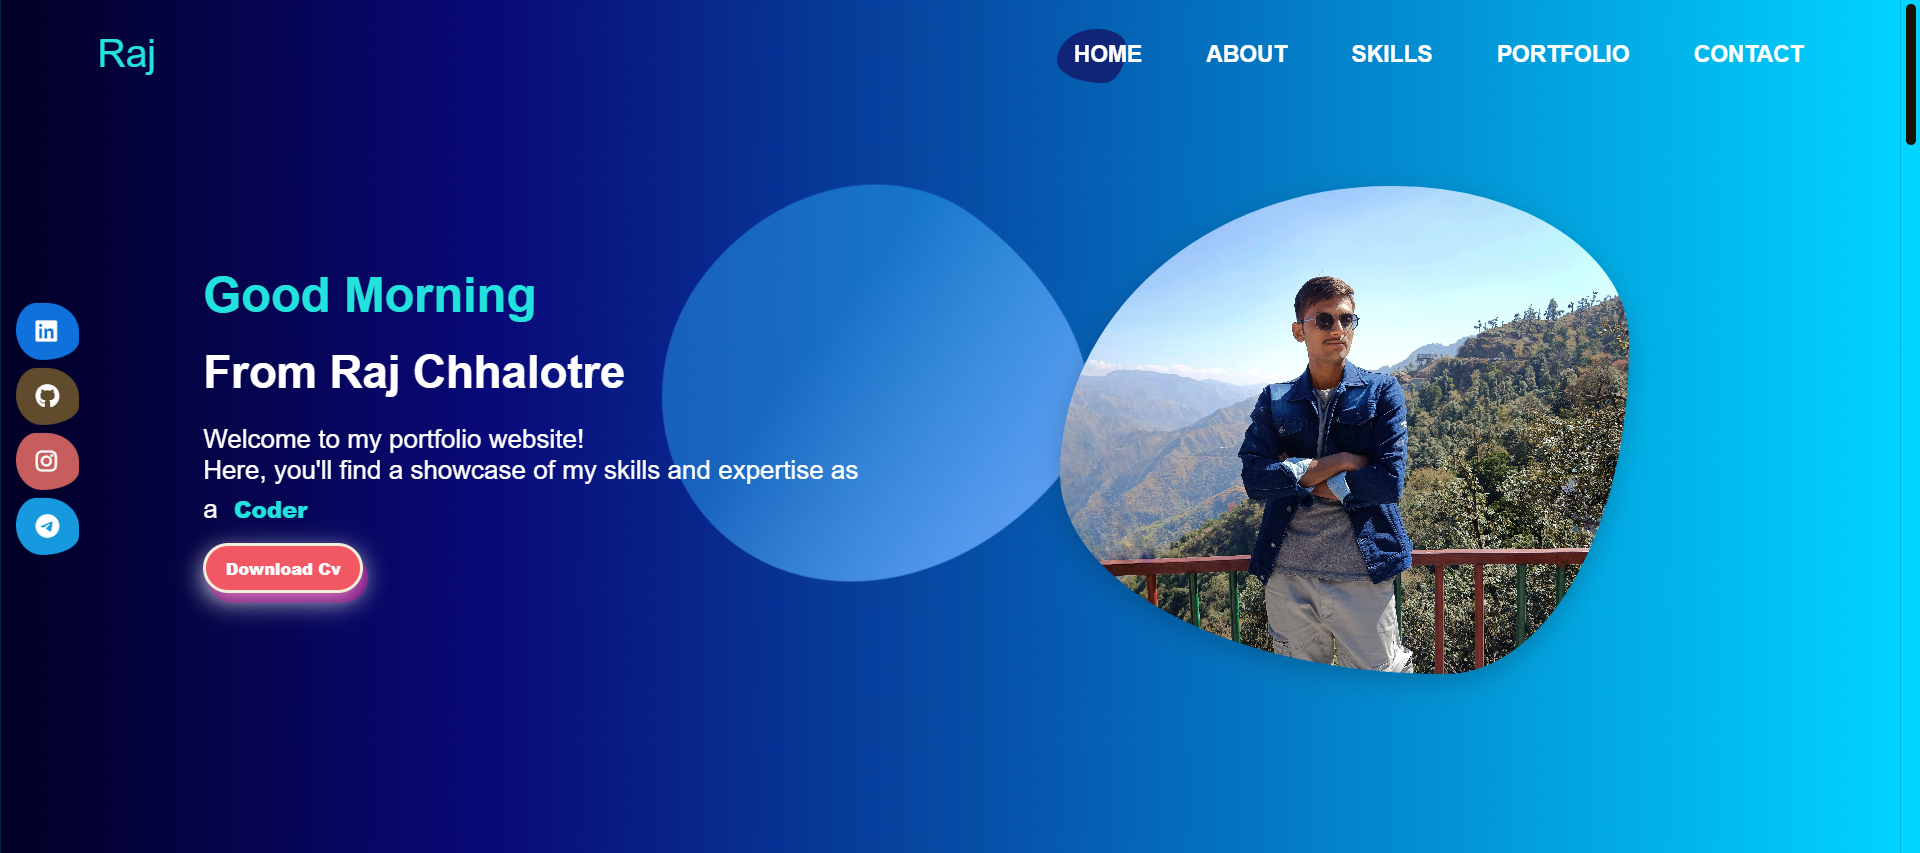 Raj
HOME
ABOUT
SKILLS
PORTFOLIO
CONTACT
Good Morning
From Raj Chhalotre
Welcome to my portfolio website!
Here, you'll find a showcase of my skills and expertise as
a Coder
Download Cv
in